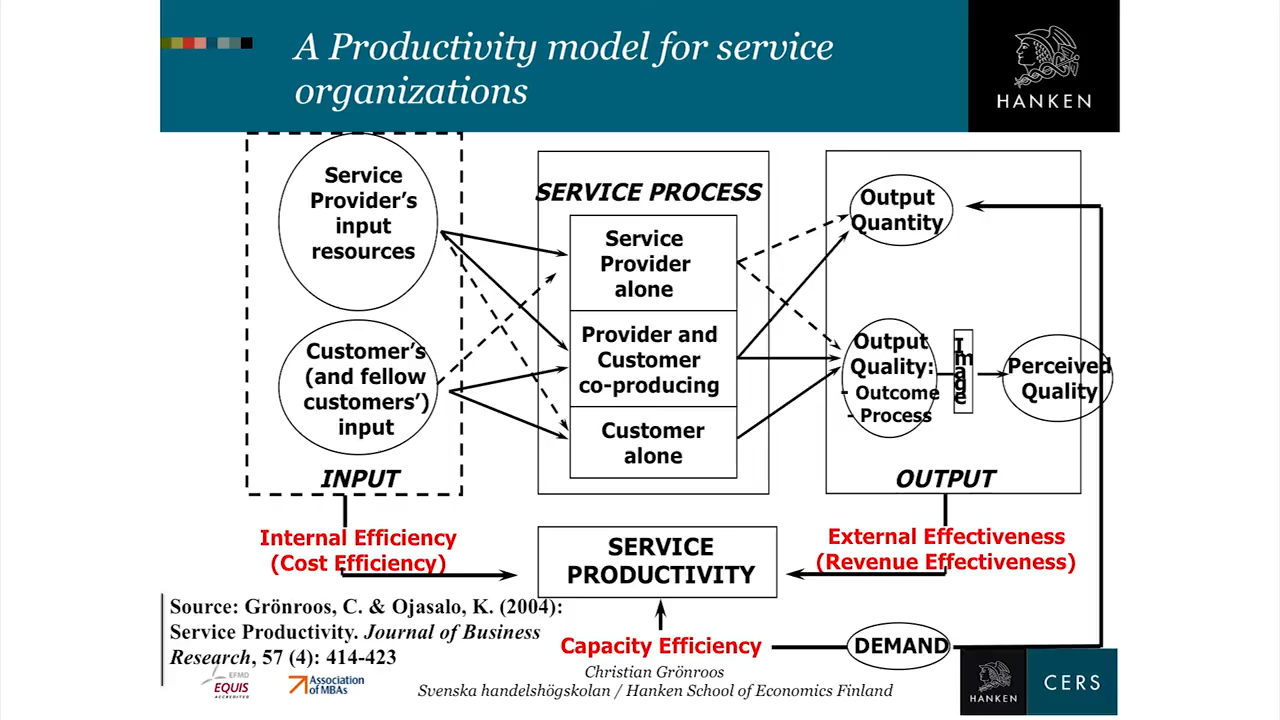 A Productivity model for service
organizations
HANKEN
Service
Provider's
input
resources
Customer's
(and fellow
customers')
input
INPUT
SERVICE PROCESS
Service
Provider
alone
Provider and
Customer
co-producing
Customer
alone
Output
Quantity
Output
Quality:
- Outcome
- Process
Image
Perceived
Quality
OUTPUT
Internal Efficiency
(Cost Efficiency)
SERVICE
PRODUCTIVITY
External Effectiveness
(Revenue Effectiveness)
Capacity Efficiency
DEMAND
Source: Grönroos, C. & Ojasalo, K. (2004):
Service Productivity. Journal of Business
Research, 57 (4): 414-423
EFMD
EQUIS
ACCREDITED
Association
of MBAs
Christian Grönroos
Svenska handelshögskolan / Hanken School of Economics Finland
HANKEN
CERS